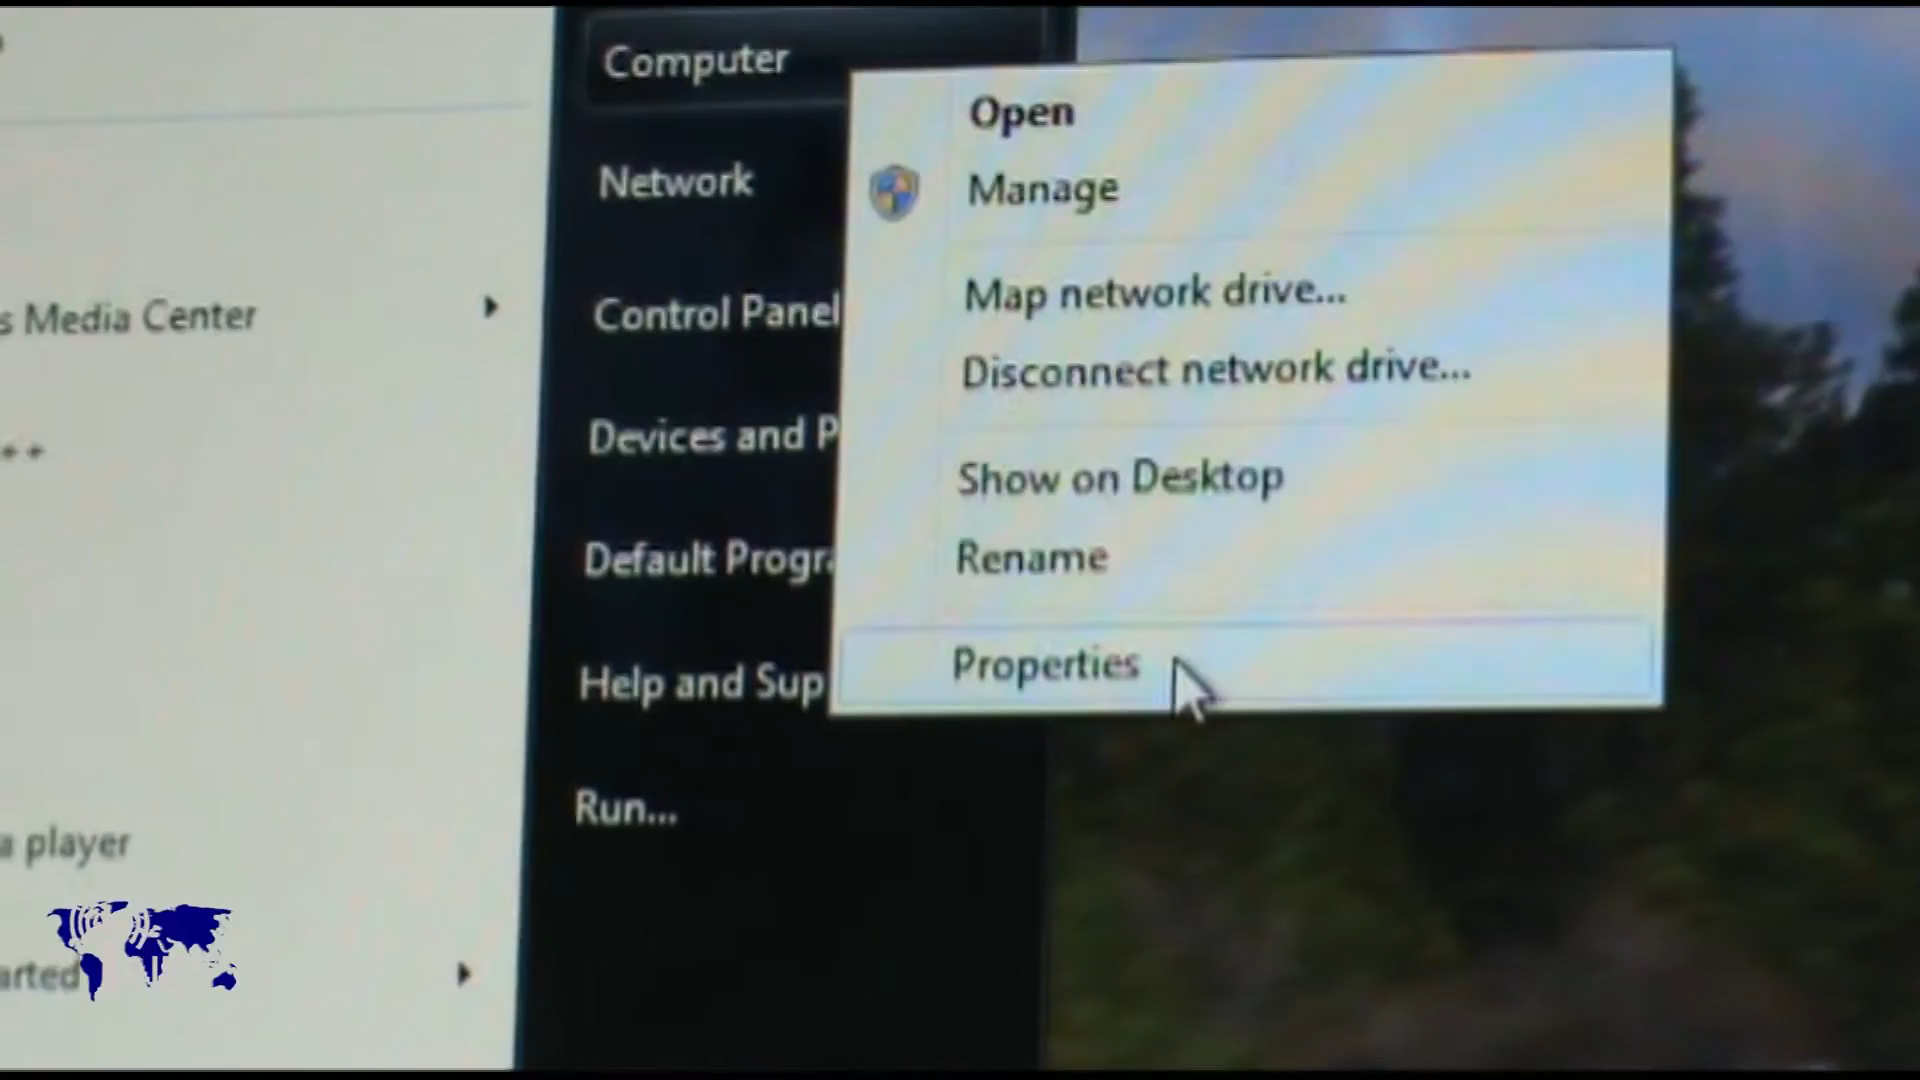 Computer
Network
Control Panel
Devices and P
Default Progra
Help and Sup
Run...
Open
Manage
Map network drive...
Disconnect network drive...
Show on Desktop
Rename
Properties
s Media Center
++
a player
arted